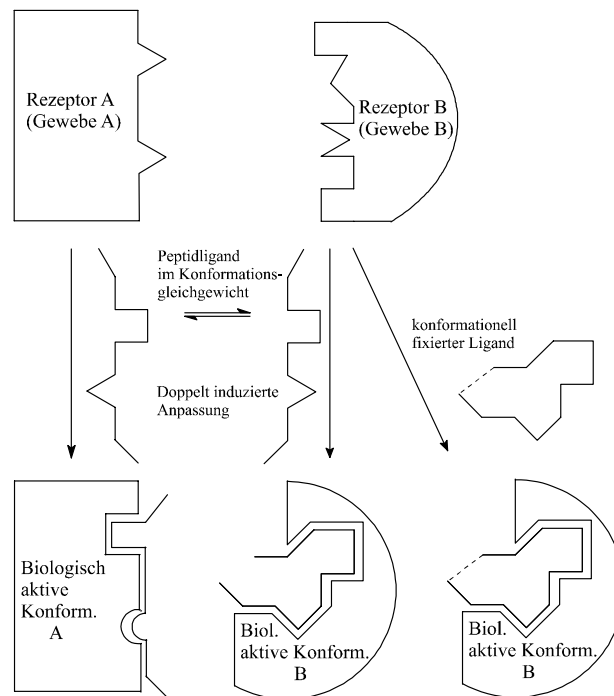 Rezeptor A
(Gewebe A)
Rezeptor B
(Gewebe B)
Peptidligand
im Konformations-
gleichgewicht
konformationell
fixierter Ligand
Doppelt induzierte
Anpassung
Biologisch
aktive
Konform.
A
Biol.
aktive Konform.
B
Biol.
aktive Konform.
B